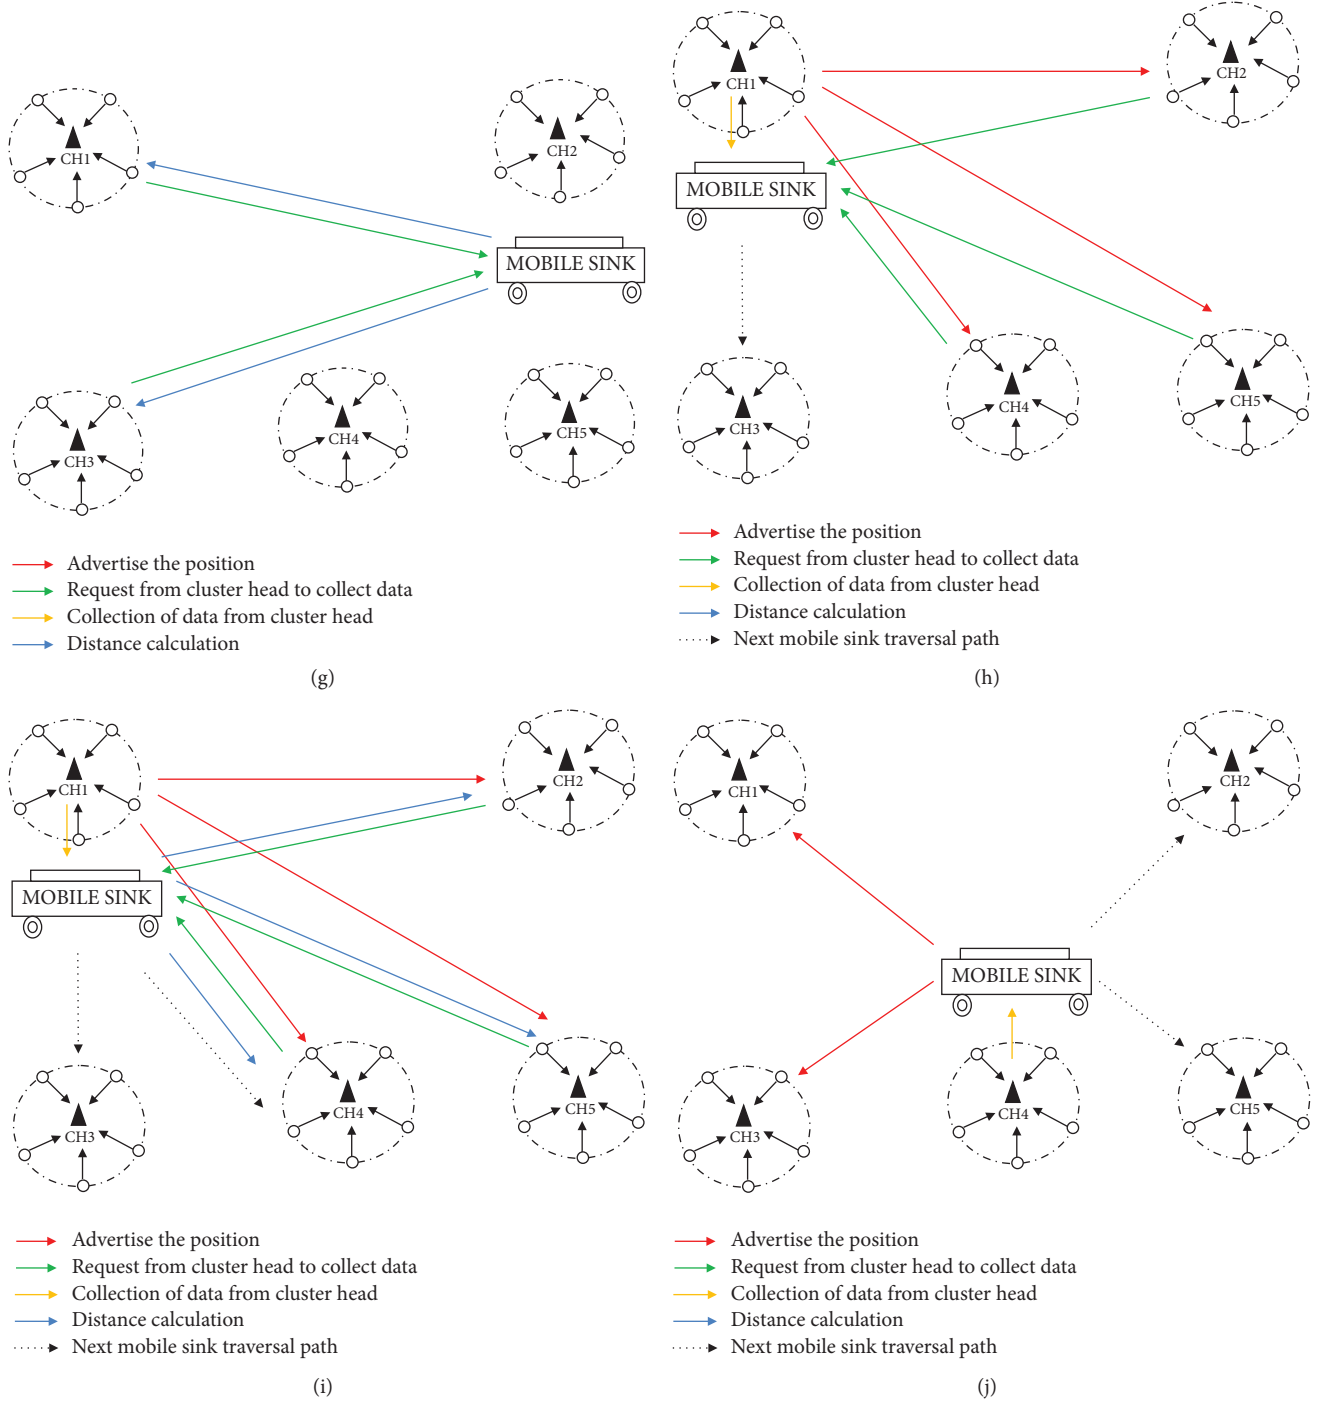 CH1
CH2
MOBILE SINK
CH3
CH4
CH5
Advertise the position
Request from cluster head to collect data
Collection of data from cluster head
Distance calculation
(g)
CH1
CH2
MOBILE SINK
CH3
CH4
CH5
Advertise the position
Request from cluster head to collect data
Collection of data from cluster head
Distance calculation
Next mobile sink traversal path
(h)
CH1
CH2
MOBILE SINK
CH3
CH4
CH5
Advertise the position
Request from cluster head to collect data
Collection of data from cluster head
Distance calculation
Next mobile sink traversal path
(i)
CH1
CH2
MOBILE SINK
CH3
CH4
CH5
Advertise the position
Request from cluster head to collect data
Collection of data from cluster head
Distance calculation
Next mobile sink traversal path
(j)